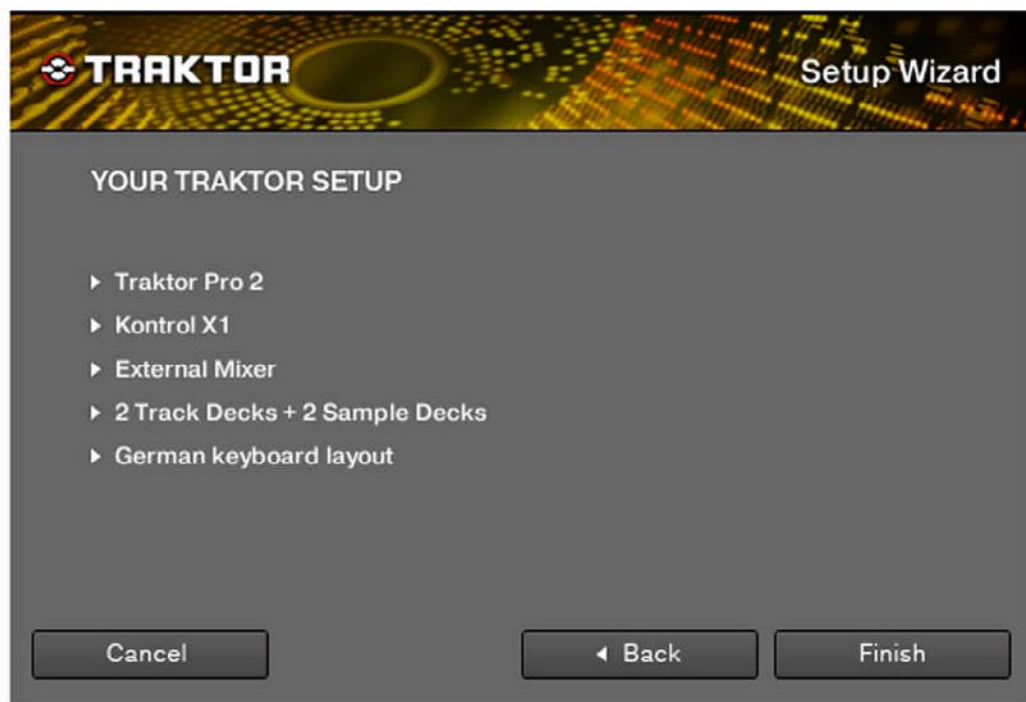 TRAKTOR
Setup Wizard
YOUR TRAKTOR SETUP
Traktor Pro 2
Kontrol X1
External Mixer
2 Track Decks + 2 Sample Decks
German keyboard layout
Cancel
Back
Finish